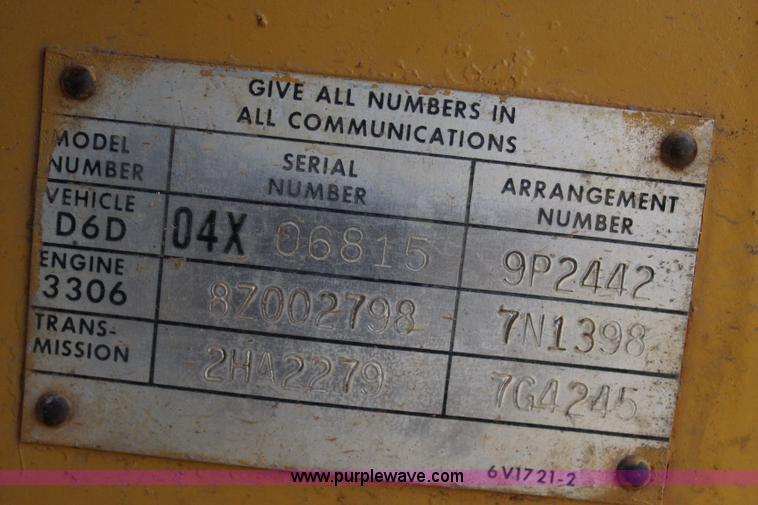 GIVE ALL NUMBERS IN
ALL COMMUNICATIONS
MODEL
NUMBER
SERIAL
NUMBER
ARRANGEMENT
NUMBER
VEHICLE
D6D
04X 06815
9P2442
ENGINE
3306
8Z002798
7N1398
TRANS-
MISSION
2HA2279
7G4245
6V1721-2
www.purplewave.com